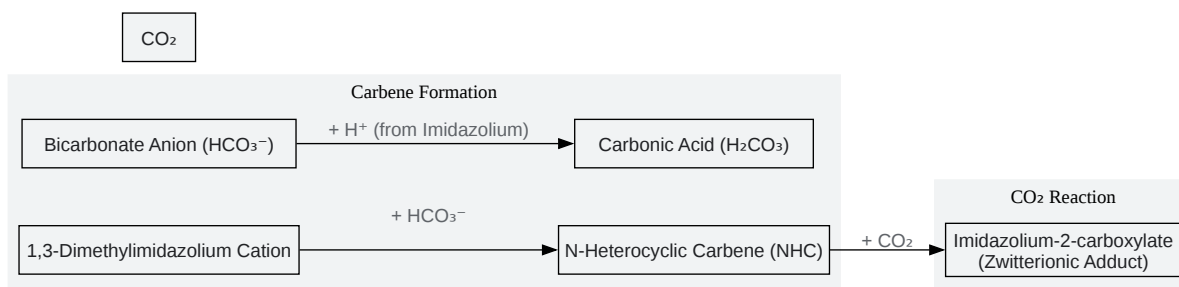 CO₂
Carbene Formation
+ H⁺ (from Imidazolium)
Bicarbonate Anion (HCO₃⁻)
Carbonic Acid (H₂CO₃)
CO₂ Reaction
+ HCO₃⁻
1,3-Dimethylimidazolium Cation
N-Heterocyclic Carbene (NHC)
+ CO₂
Imidazolium-2-carboxylate
(Zwitterionic Adduct)